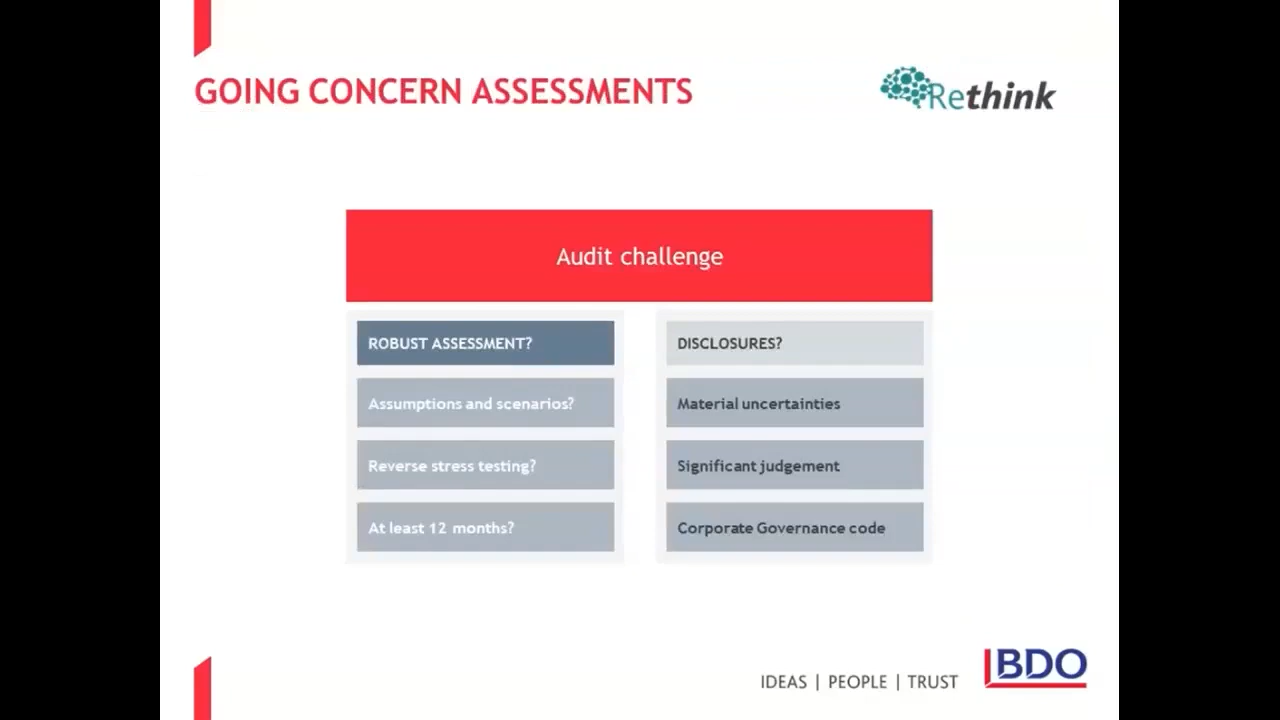 GOING CONCERN ASSESSMENTS
Rethink
Audit challenge
ROBUST ASSESSMENT?
Assumptions and scenarios?
Reverse stress testing?
At least 12 months?
DISCLOSURES?
Material uncertainties
Significant judgement
Corporate Governance code
IDEAS | PEOPLE | TRUST
BDO